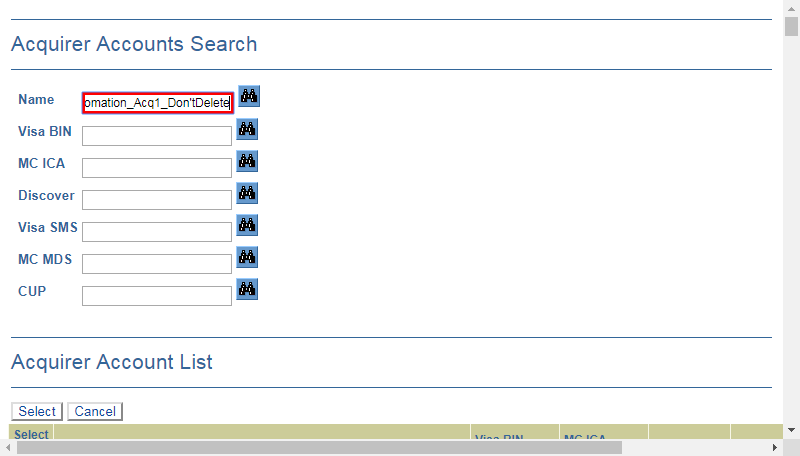 Acquirer Accounts Search
Name omation_Acq1_Don'tDelete
Visa BIN
MC ICA
Discover
Visa SMS
MC MDS
CUP
Acquirer Account List
Select Cancel
Select Visa BIN MC ICA